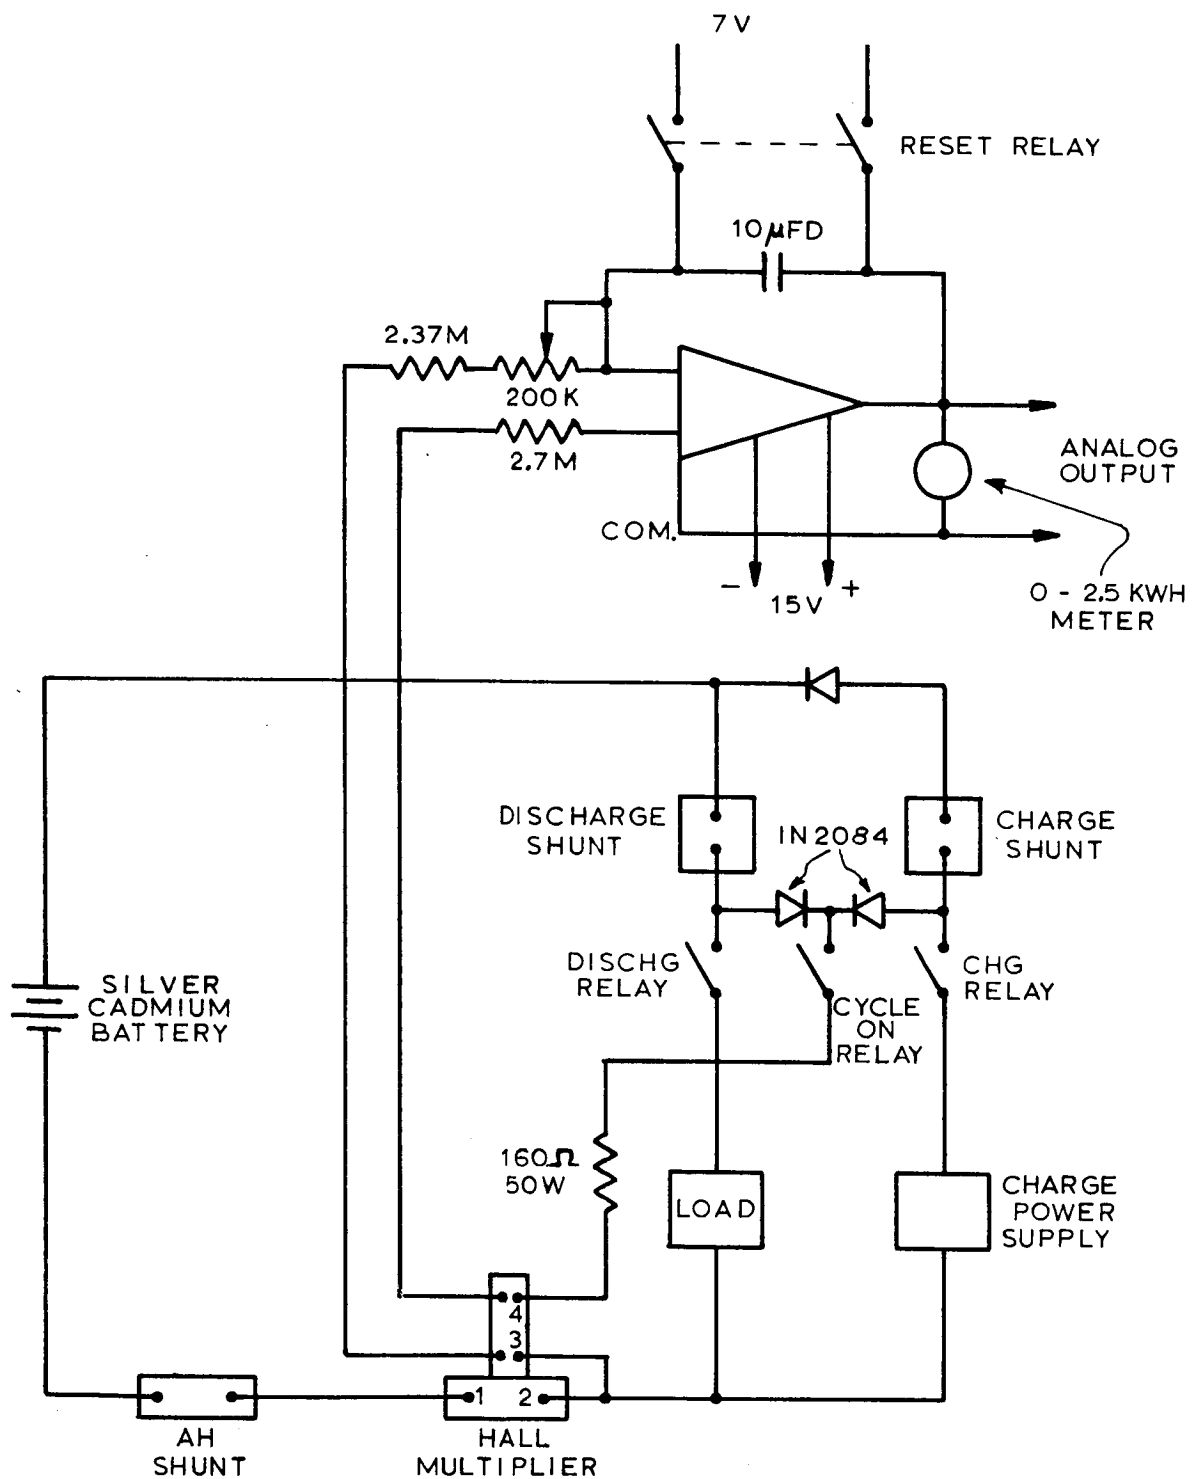 7V
RESET RELAY
10 µFD
2.37M
200K
2.7M
ANALOG
OUTPUT
COM.
- 15V +
0 - 2.5 KWH
METER
DISCHARGE
SHUNT
IN2084
CHARGE
SHUNT
SILVER
CADMIUM
BATTERY
DISCHG
RELAY
CYCLE
ON
RELAY
CHG
RELAY
160Ω
50W
LOAD
CHARGE
POWER
SUPPLY
4
3
1 2
AH
SHUNT
HALL
MULTIPLIER